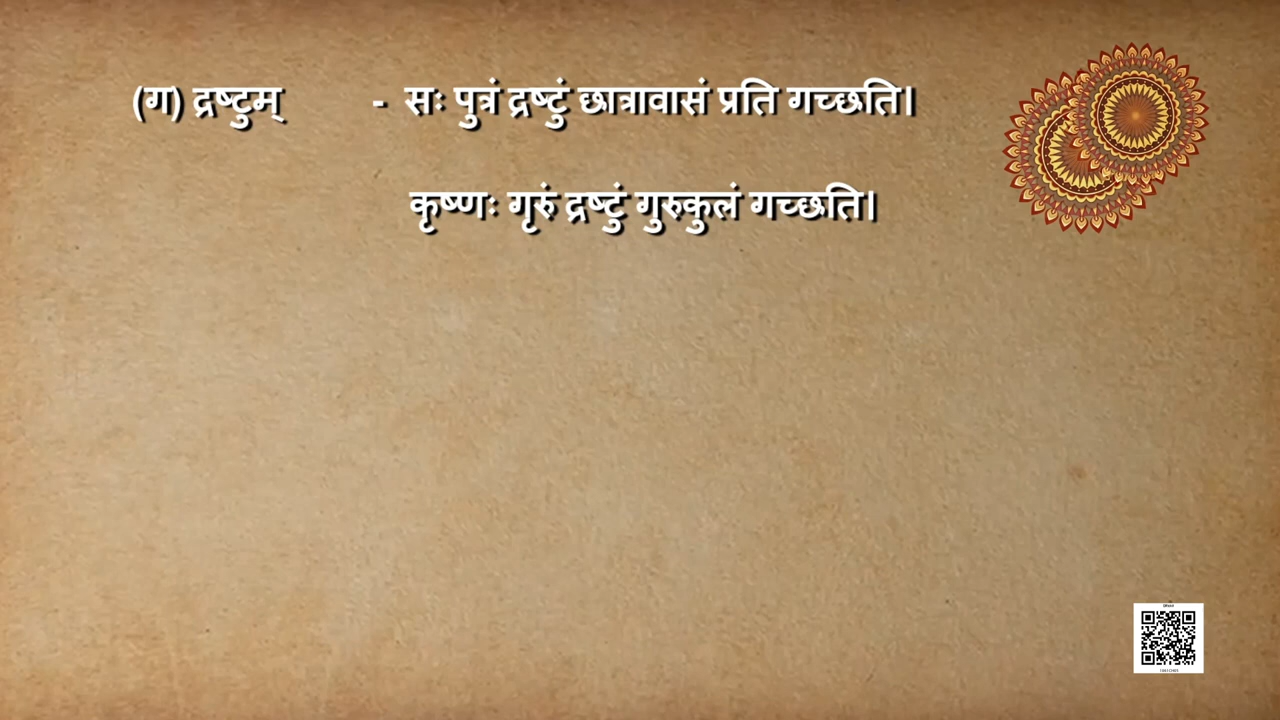 (ग) द्रष्टुम् - सः पुत्रं द्रष्टुं छात्रावासं प्रति गच्छति।
कृष्णः गृरुं द्रष्टुं गुरुकुलं गच्छति।